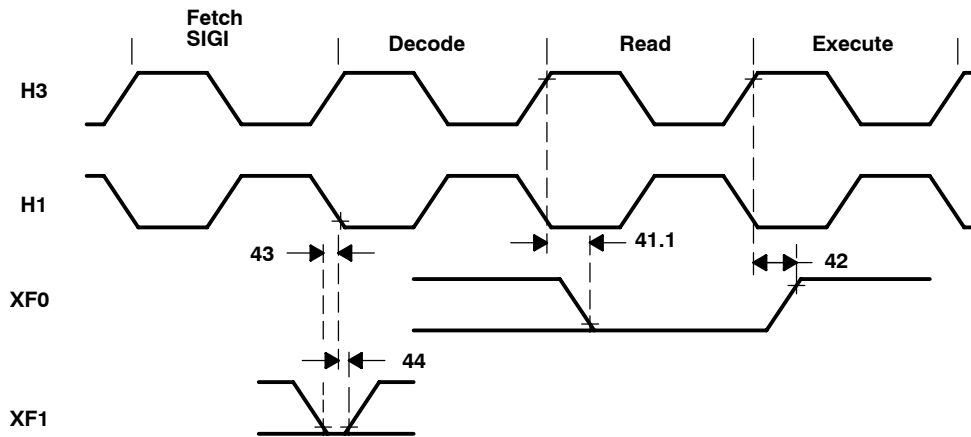 Fetch
SIGI
Decode
Read
Execute
H3
H1
43
41.1
42
XF0
44
XF1